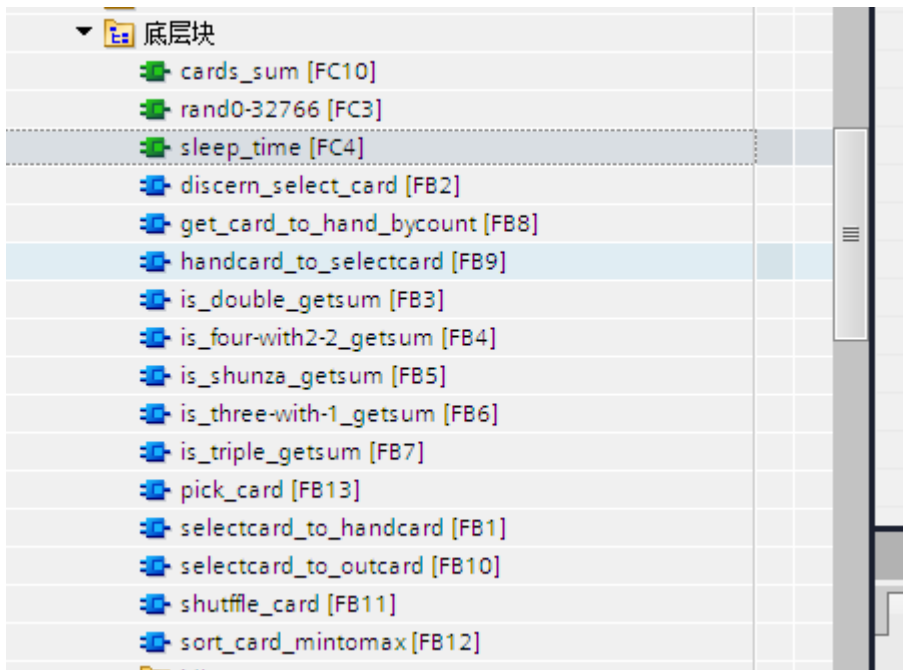 底层块
cards_sum [FC10]
rand0-32766 [FC3]
sleep_time [FC4]
discern_select_card [FB2]
get_card_to_hand_bycount [FB8]
handcard_to_selectcard [FB9]
is_double_getsum [FB3]
is_four-with2-2_getsum [FB4]
is_shunza_getsum [FB5]
is_three-with-1_getsum [FB6]
is_triple_getsum [FB7]
pick_card [FB13]
selectcard_to_handcard [FB1]
selectcard_to_outcard [FB10]
shutffle_card [FB11]
sort_card_mintomax [FB12]